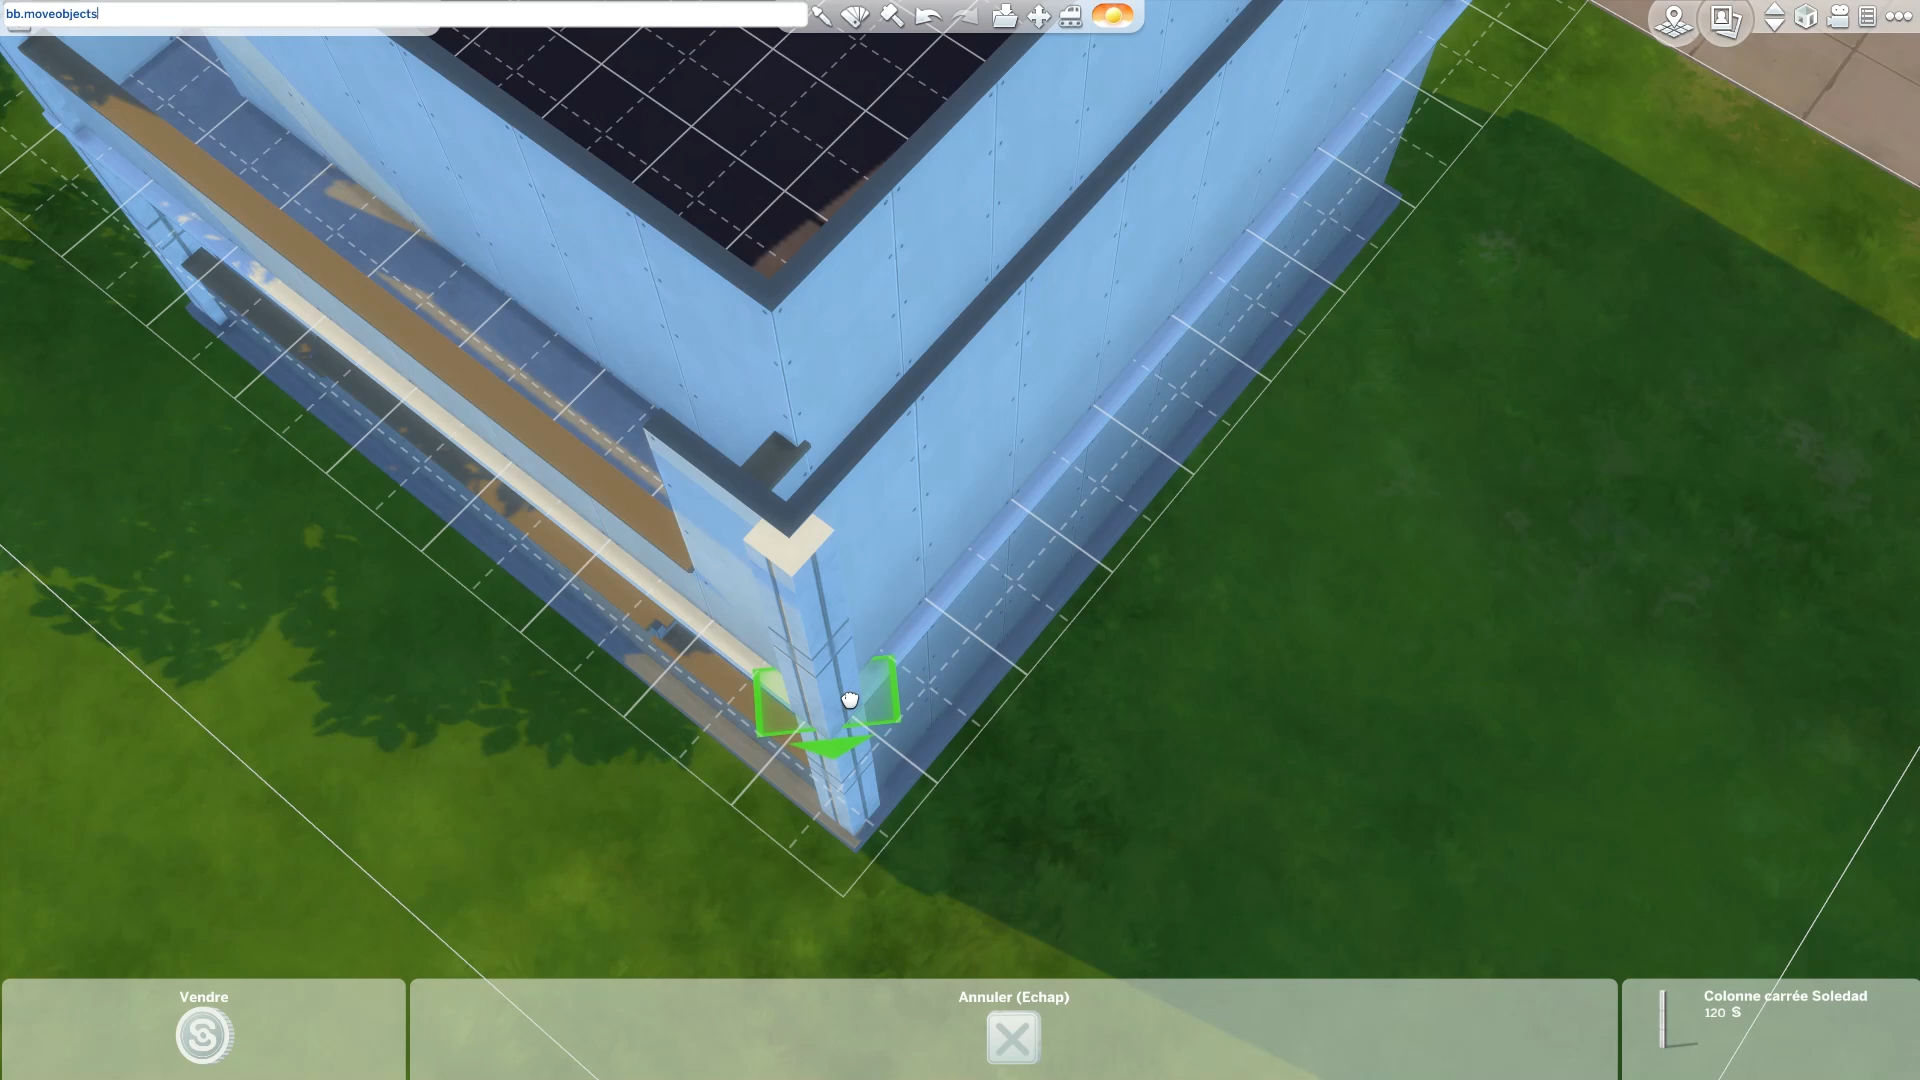 bb.moveobjects
Vendre
Annuler (Echap)
Colonne carrée Soledad
120 S